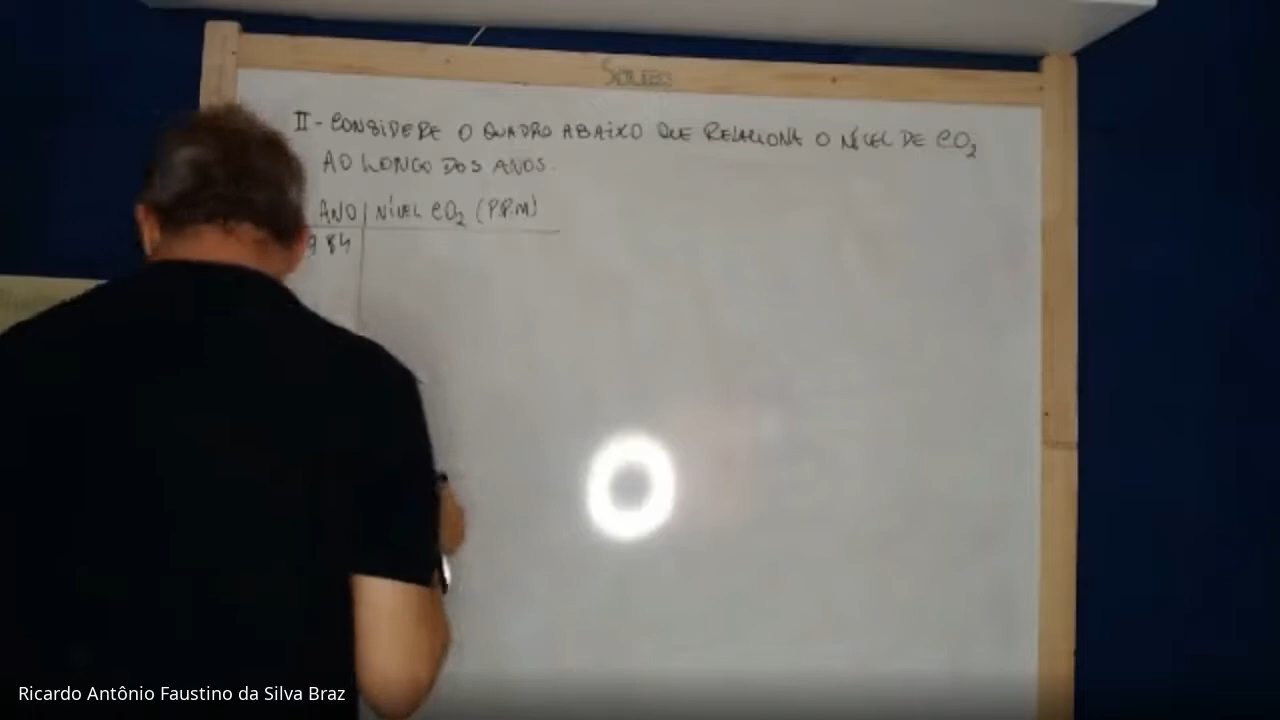 II - CONSIDERE O QUADRO ABAIXO QUE RELACIONA O NÍVEL DE CO₂
AO LONGO DOS ANOS.
ANO | NÍVEL CO₂ (P.P.M)
984
Ricardo Antônio Faustino da Silva Braz